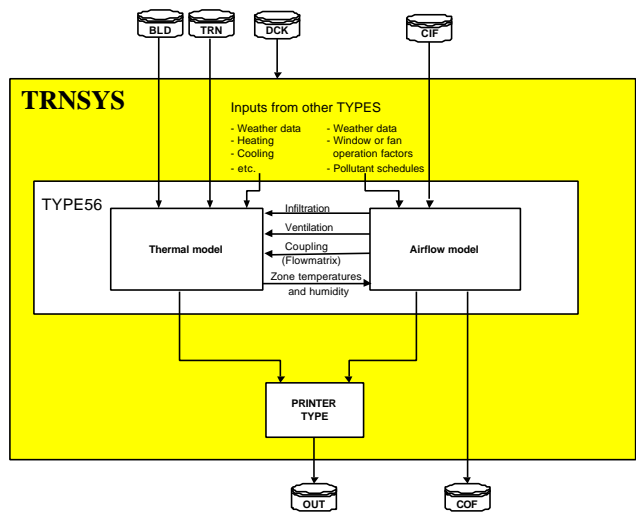 BLD
TRN
DCK
CIF
TRNSYS
Inputs from other TYPES
- Weather data
- Heating
- Cooling
- etc.
- Weather data
- Window or fan
operation factors
- Pollutant schedules
TYPE56
Thermal model
Infiltration
Ventilation
Coupling
(Flowmatrix)
Zone temperatures
and humidity
Airflow model
PRINTER
TYPE
OUT
COF